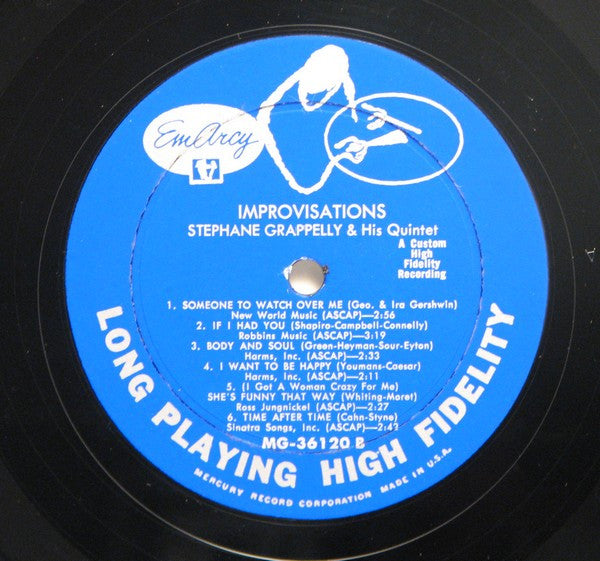 EmArcy
IMPROVISATIONS
STEPHANE GRAPPELLY & His Quintet
A Custom
High
Fidelity
Recording
1. SOMEONE TO WATCH OVER ME (Geo. & Ira Gershwin)
New World Music (ASCAP)—2:56
2. IF I HAD YOU (Shapiro-Campbell-Connelly)
Robbins Music (ASCAP)—3:19
3. BODY AND SOUL (Green-Heyman-Sour-Eyton)
Harms, Inc. (ASCAP)—2:33
4. I WANT TO BE HAPPY (Youmans-Caesar)
Harms, Inc. (ASCAP)—2:11
5. (I Got A Woman Crazy For Me)
SHE'S FUNNY THAT WAY (Whiting-Moret)
Ross Jungnickel (ASCAP)—2:27
6. TIME AFTER TIME (Cahn-Styne)
Sinatra Songs, Inc. (ASCAP)—2:42
MG-36120 B
LONG PLAYING HIGH FIDELITY
MERCURY RECORD CORPORATION MADE IN U.S.A.